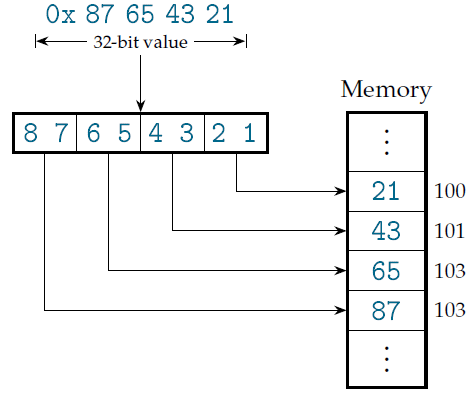 0x 87 65 43 21
32-bit value
Memory
8 7 6 5 4 3 2 1
21 100
43 101
65 103
87 103